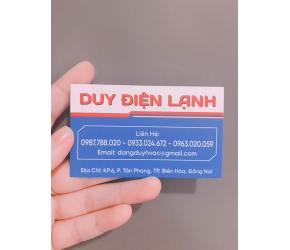 DUY ĐIỆN LẠNH
Liên Hệ:
0987.788.020 - 0933.024.672 - 0963.020.059
Email: dangduyhvac@gmail.com
Địa Chỉ: KP.6, P. Tân Phong, TP. Biên Hòa, Đồng Nai